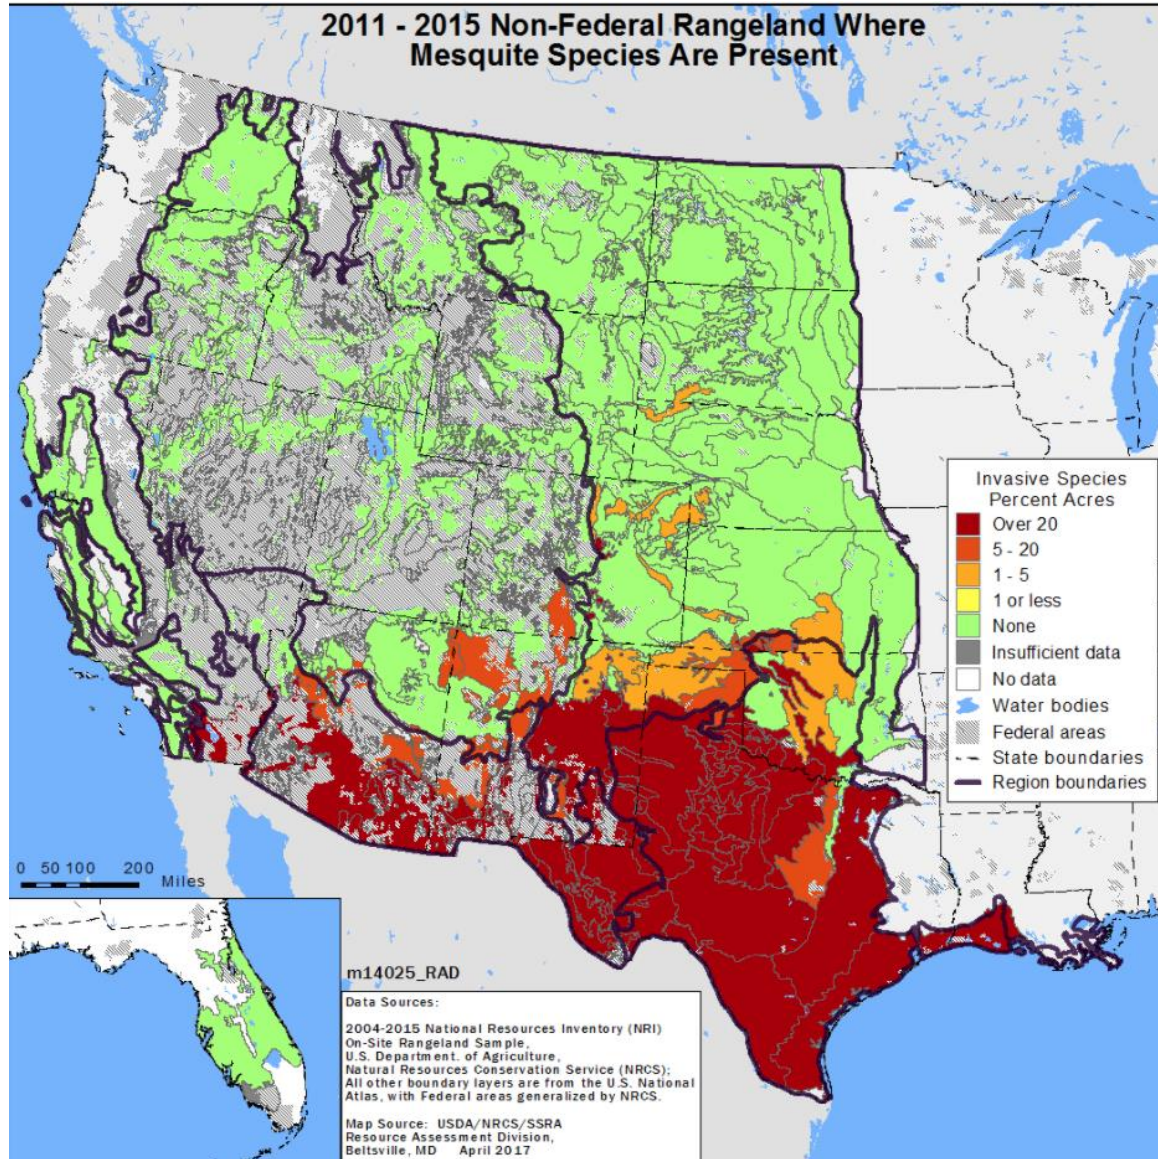 2011 - 2015 Non-Federal Rangeland Where
Mesquite Species Are Present
Invasive Species
Percent Acres
Over 20
5 - 20
1 - 5
1 or less
None
Insufficient data
No data
Water bodies
Federal areas
State boundaries
Region boundaries
0 50 100 200
Miles
m14025_RAD
Data Sources:
2004-2015 National Resources Inventory (NRI)
On-Site Rangeland Sample,
U.S. Department. of Agriculture,
Natural Resources Conservation Service (NRCS);
All other boundary layers are from the U.S. National
Atlas, with Federal areas generalized by NRCS.
Map Source: USDA/NRCS/SSRA
Resource Assessment Division,
Beltsville, MD April 2017